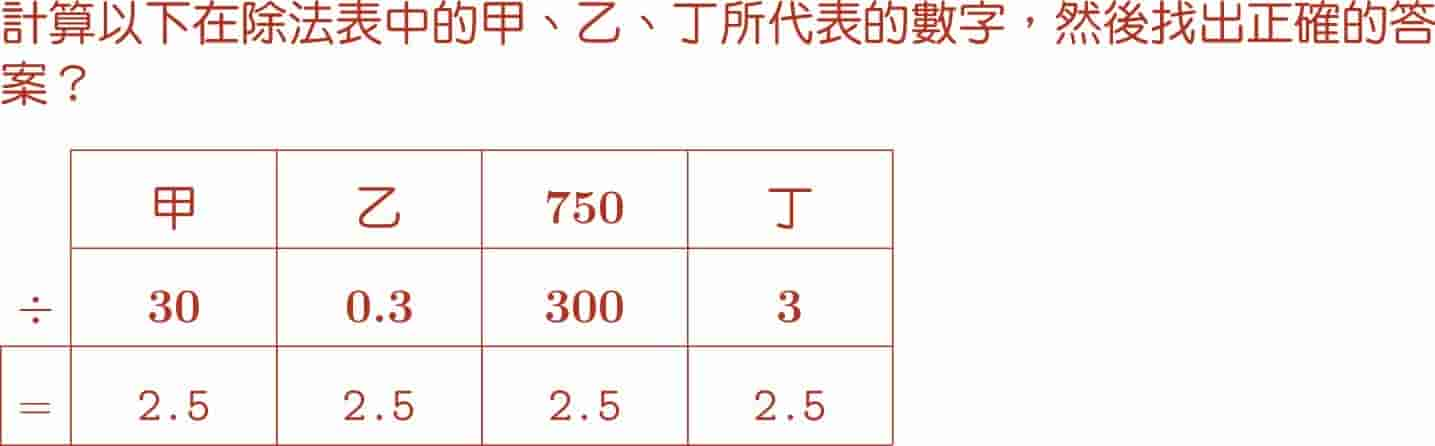 計算以下在除法表中的甲、乙、丁所代表的數字，然後找出正確的答
案？
甲 乙 750 丁
÷ 30 0.3 300 3
= 2.5 2.5 2.5 2.5